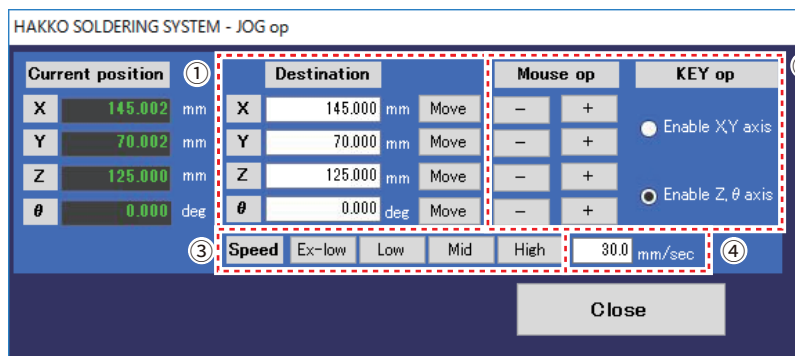 HAKKO SOLDERING SYSTEM - JOG op
Current position ① Destination Mouse op KEY op
X 145.002 mm X 145.000 mm Move - +
Enable X,Y axis
Y 70.002 mm Y 70.000 mm Move - +
Z 125.000 mm Z 125.000 mm Move - +
Enable Z, θ axis
θ 0.000 deg θ 0.000 deg Move - +
③ Speed Ex-low Low Mid High 30.0 mm/sec ④
Close